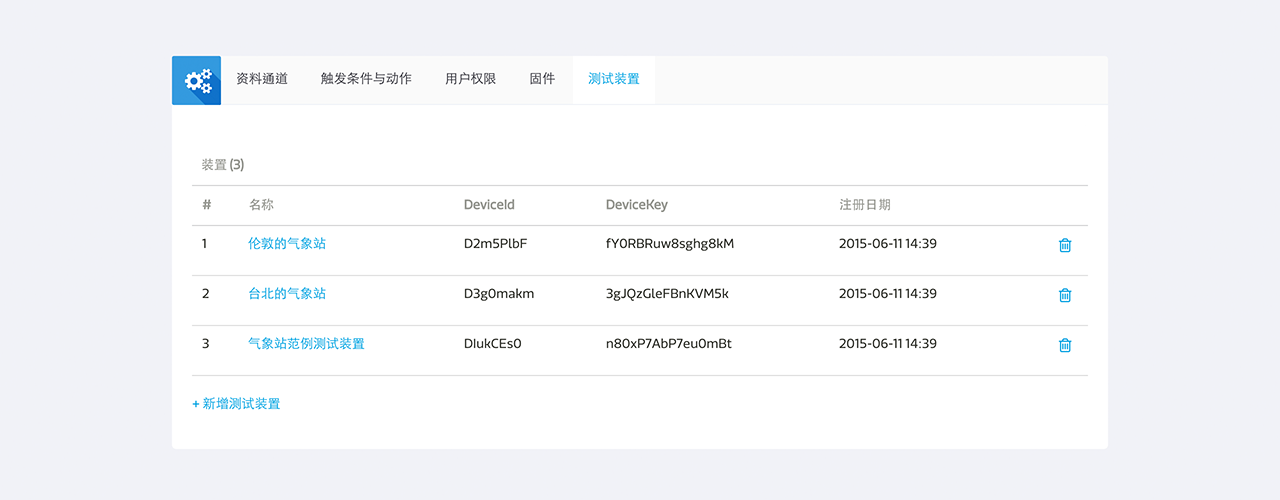 资料通道 触发条件与动作 用户权限 固件 测试装置
装置 (3)
# 名称 DeviceId DeviceKey 注册日期
1 伦敦的气象站 D2m5PlbF fY0RBRuw8sghg8kM 2015-06-11 14:39
2 台北的气象站 D3g0makm 3gJQzGleFBnKVM5k 2015-06-11 14:39
3 气象站范例测试装置 DIukCEs0 n80xP7AbP7eu0mBt 2015-06-11 14:39
+ 新增测试装置